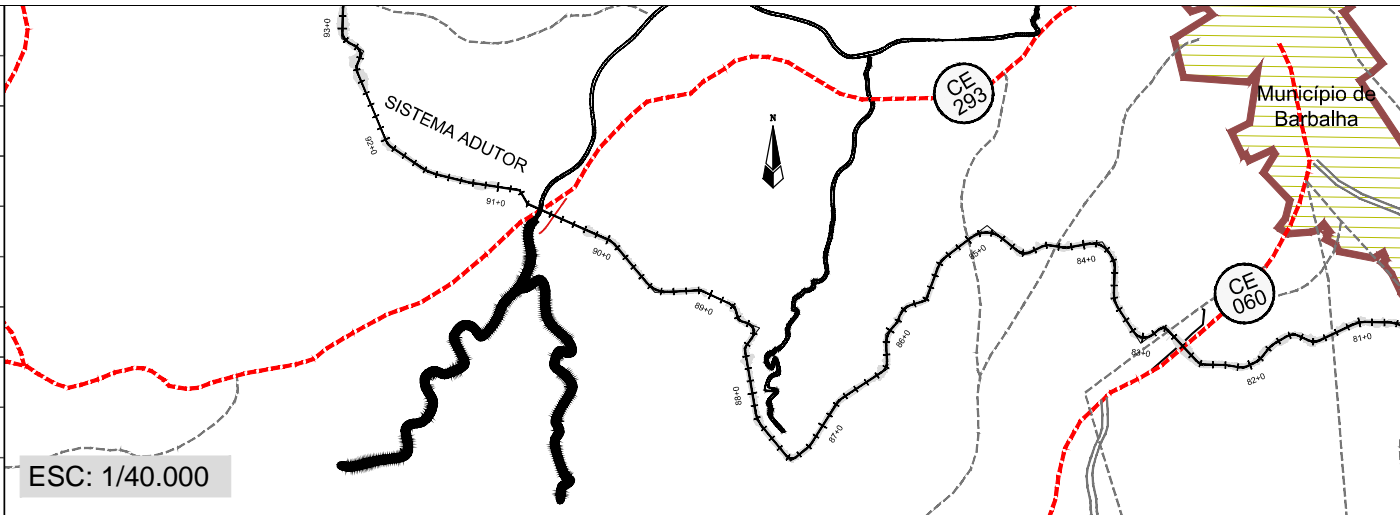 93+0
SISTEMA ADUTOR
92+0
91+0
90+0
89+0
88+0
87+0
86+0
85+0
84+0
83+0
82+0
81+0
N
CE
293
CE
060
Município de
Barbalha
ESC: 1/40.000